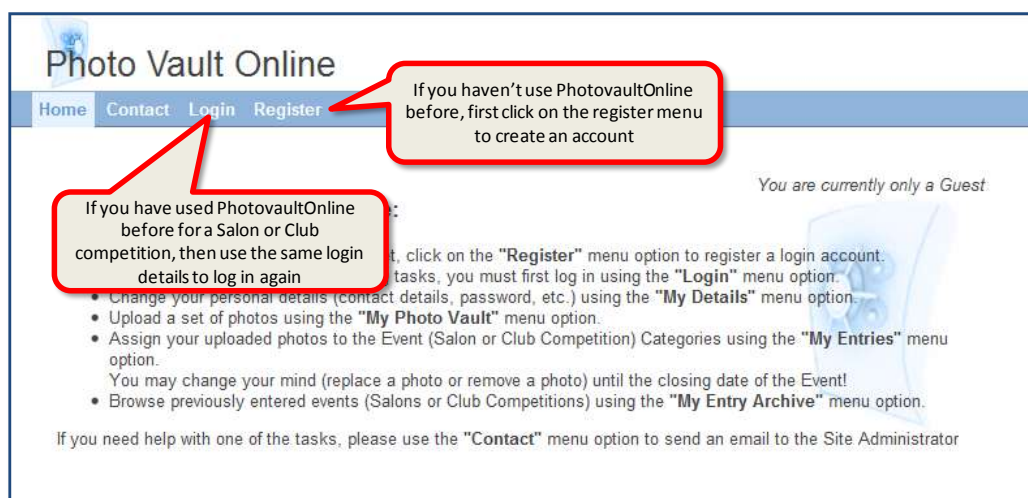 Photo Vault Online
Home Contact Login Register
If you haven't use PhotovaultOnline
before, first click on the register menu
to create an account
You are currently only a Guest
If you have used PhotovaultOnline
before for a Salon or Club
competition, then use the same login
details to log in again
e:
t, click on the "Register" menu option to register a login account.
tasks, you must first log in using the "Login" menu option.
• Change your personal details (contact details, password, etc.) using the "My Details" menu option.
• Upload a set of photos using the "My Photo Vault" menu option.
• Assign your uploaded photos to the Event (Salon or Club Competition) Categories using the "My Entries" menu
option.
You may change your mind (replace a photo or remove a photo) until the closing date of the Event!
• Browse previously entered events (Salons or Club Competitions) using the "My Entry Archive" menu option.
If you need help with one of the tasks, please use the "Contact" menu option to send an email to the Site Administrator